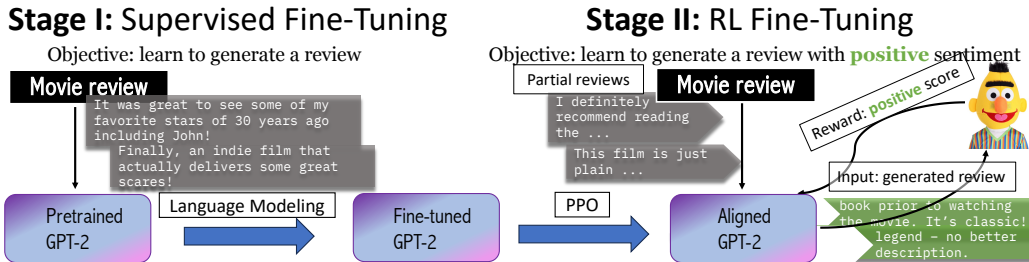 Stage I: Supervised Fine-Tuning
Objective: learn to generate a review
Movie review
It was great to see some of my
favorite stars of 30 years ago
including John!
Finally, an indie film that
actually delivers some great
scares!
Pretrained
GPT-2
Language Modeling
Fine-tuned
GPT-2
Stage II: RL Fine-Tuning
Objective: learn to generate a review with positive sentiment
Partial reviews
Movie review
I definitely
recommend reading
the ...
This film is just
plain ...
PPO
Aligned
GPT-2
Reward: positive score
Input: generated review
book prior to watching
the movie. It's classic!
legend – no better
description.